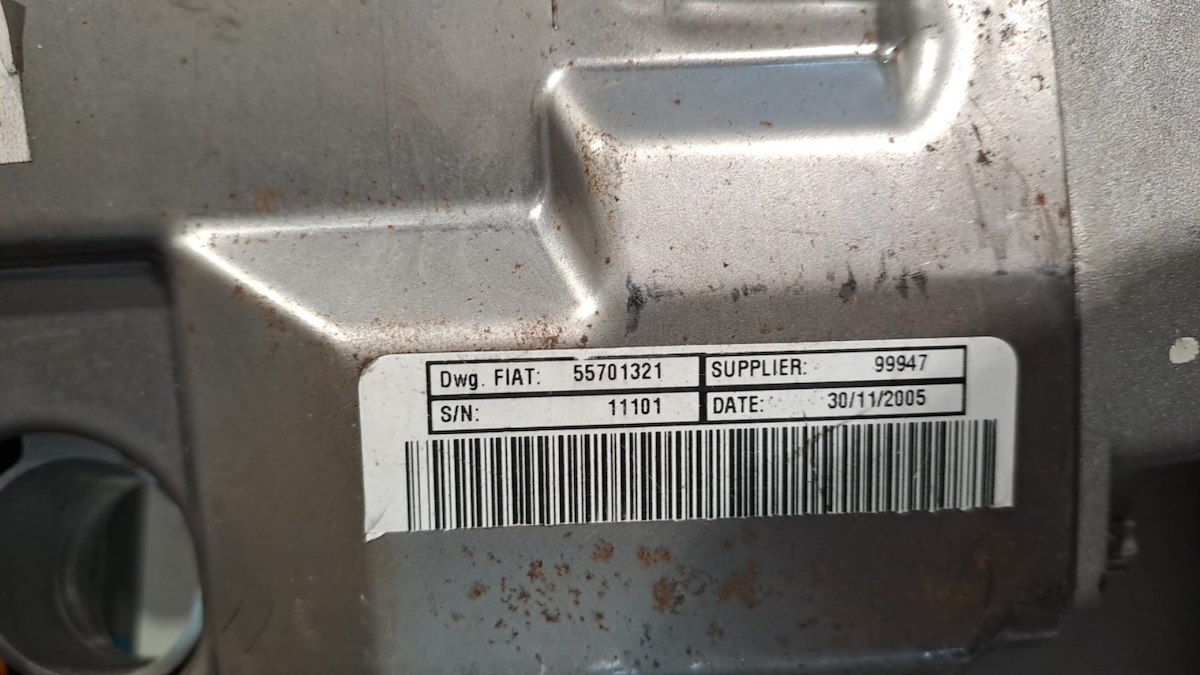 Dwg. FIAT: 55701321 SUPPLIER: 99947
S/N: 11101 DATE: 30/11/2005